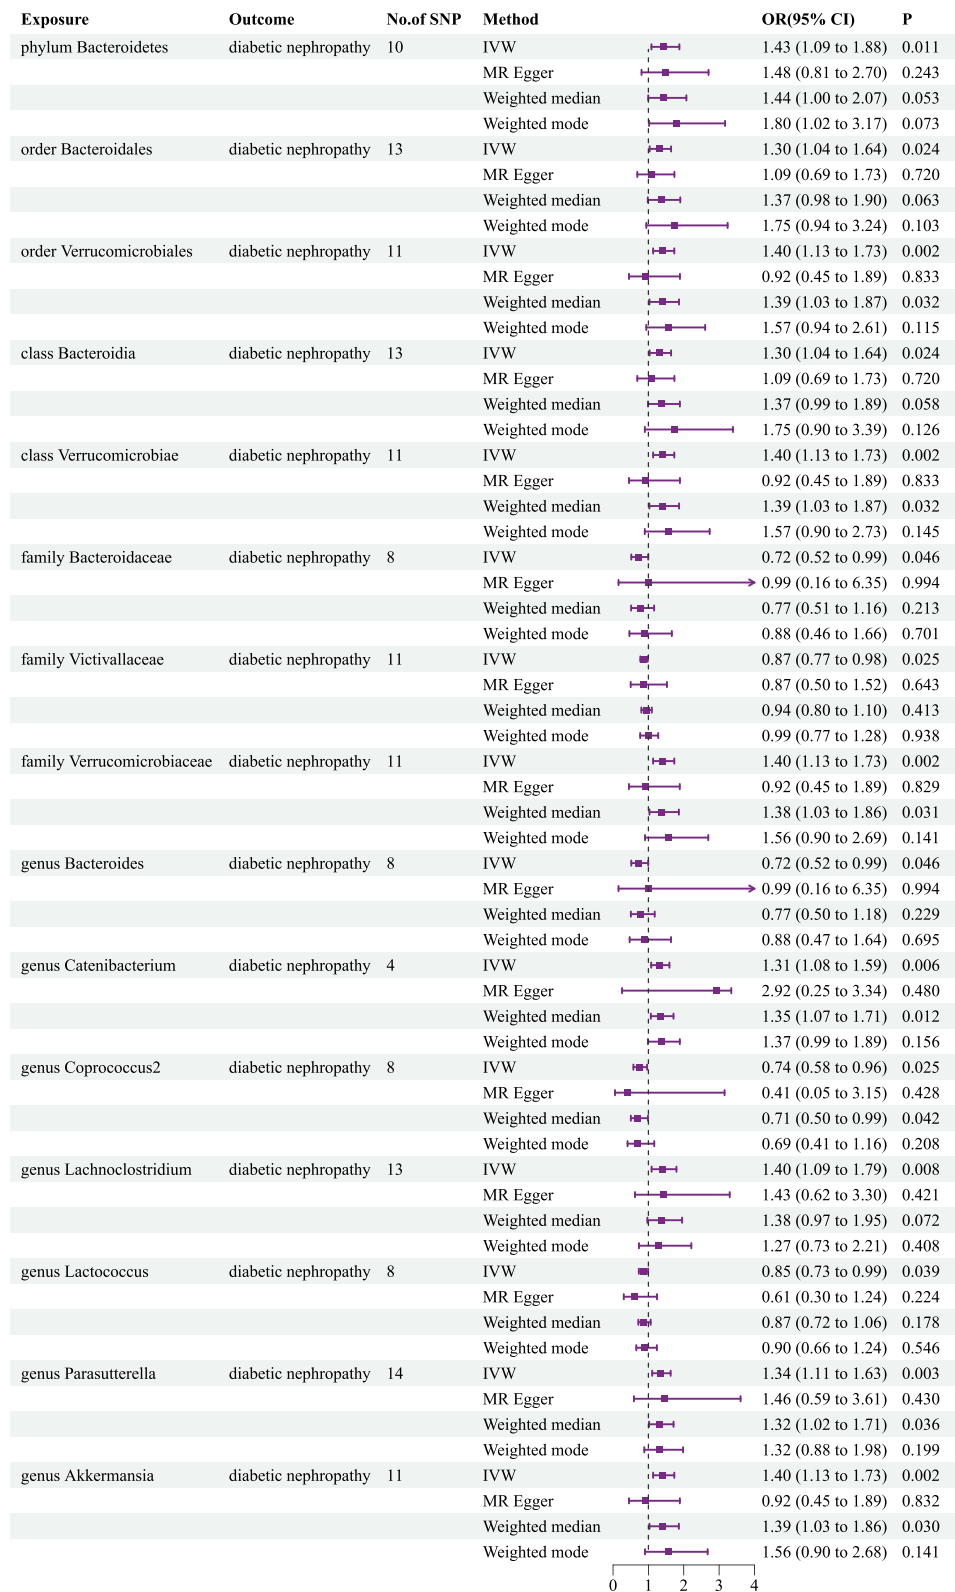 Exposure Outcome No.of SNP Method OR(95% CI) P
phylum Bacteroidetes diabetic nephropathy 10 IVW 1.43 (1.09 to 1.88) 0.011
MR Egger 1.48 (0.81 to 2.70) 0.243
Weighted median 1.44 (1.00 to 2.07) 0.053
Weighted mode 1.80 (1.02 to 3.17) 0.073
order Bacteroidales diabetic nephropathy 13 IVW 1.30 (1.04 to 1.64) 0.024
MR Egger 1.09 (0.69 to 1.73) 0.720
Weighted median 1.37 (0.98 to 1.90) 0.063
Weighted mode 1.75 (0.94 to 3.24) 0.103
order Verrucomicrobiales diabetic nephropathy 11 IVW 1.40 (1.13 to 1.73) 0.002
MR Egger 0.92 (0.45 to 1.89) 0.833
Weighted median 1.39 (1.03 to 1.87) 0.032
Weighted mode 1.57 (0.94 to 2.61) 0.115
class Bacteroidia diabetic nephropathy 13 IVW 1.30 (1.04 to 1.64) 0.024
MR Egger 1.09 (0.69 to 1.73) 0.720
Weighted median 1.37 (0.99 to 1.89) 0.058
Weighted mode 1.75 (0.90 to 3.39) 0.126
class Verrucomicrobiae diabetic nephropathy 11 IVW 1.40 (1.13 to 1.73) 0.002
MR Egger 0.92 (0.45 to 1.89) 0.833
Weighted median 1.39 (1.03 to 1.87) 0.032
Weighted mode 1.57 (0.90 to 2.73) 0.145
family Bacteroidaceae diabetic nephropathy 8 IVW 0.72 (0.52 to 0.99) 0.046
MR Egger 0.99 (0.16 to 6.35) 0.994
Weighted median 0.77 (0.51 to 1.16) 0.213
Weighted mode 0.88 (0.46 to 1.66) 0.701
family Victivallaceae diabetic nephropathy 11 IVW 0.87 (0.77 to 0.98) 0.025
MR Egger 0.87 (0.50 to 1.52) 0.643
Weighted median 0.94 (0.80 to 1.10) 0.413
Weighted mode 0.99 (0.77 to 1.28) 0.938
family Verrucomicrobiaceae diabetic nephropathy 11 IVW 1.40 (1.13 to 1.73) 0.002
MR Egger 0.92 (0.45 to 1.89) 0.829
Weighted median 1.38 (1.03 to 1.86) 0.031
Weighted mode 1.56 (0.90 to 2.69) 0.141
genus Bacteroides diabetic nephropathy 8 IVW 0.72 (0.52 to 0.99) 0.046
MR Egger 0.99 (0.16 to 6.35) 0.994
Weighted median 0.77 (0.50 to 1.18) 0.229
Weighted mode 0.88 (0.47 to 1.64) 0.695
genus Catenibacterium diabetic nephropathy 4 IVW 1.31 (1.08 to 1.59) 0.006
MR Egger 2.92 (0.25 to 3.34) 0.480
Weighted median 1.35 (1.07 to 1.71) 0.012
Weighted mode 1.37 (0.99 to 1.89) 0.156
genus Coprococcus2 diabetic nephropathy 8 IVW 0.74 (0.58 to 0.96) 0.025
MR Egger 0.41 (0.05 to 3.15) 0.428
Weighted median 0.71 (0.50 to 0.99) 0.042
Weighted mode 0.69 (0.41 to 1.16) 0.208
genus Lachnoclostridium diabetic nephropathy 13 IVW 1.40 (1.09 to 1.79) 0.008
MR Egger 1.43 (0.62 to 3.30) 0.421
Weighted median 1.38 (0.97 to 1.95) 0.072
Weighted mode 1.27 (0.73 to 2.21) 0.408
genus Lactococcus diabetic nephropathy 8 IVW 0.85 (0.73 to 0.99) 0.039
MR Egger 0.61 (0.30 to 1.24) 0.224
Weighted median 0.87 (0.72 to 1.06) 0.178
Weighted mode 0.90 (0.66 to 1.24) 0.546
genus Parasutterella diabetic nephropathy 14 IVW 1.34 (1.11 to 1.63) 0.003
MR Egger 1.46 (0.59 to 3.61) 0.430
Weighted median 1.32 (1.02 to 1.71) 0.036
Weighted mode 1.32 (0.88 to 1.98) 0.199
genus Akkermansia diabetic nephropathy 11 IVW 1.40 (1.13 to 1.73) 0.002
MR Egger 0.92 (0.45 to 1.89) 0.832
Weighted median 1.39 (1.03 to 1.86) 0.030
Weighted mode 1.56 (0.90 to 2.68) 0.141
0 1 2 3 4